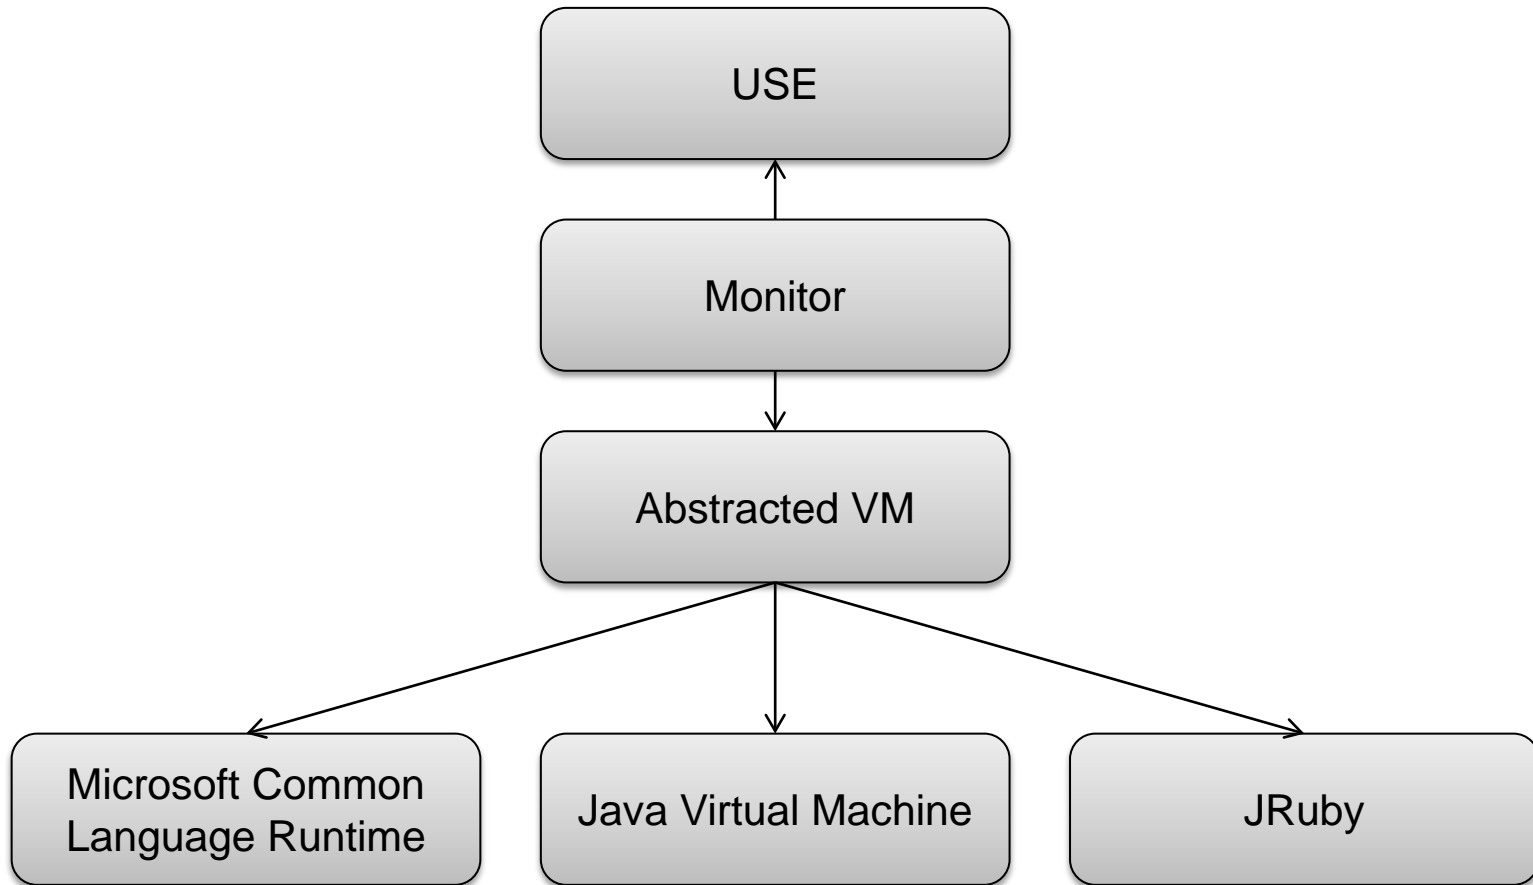 USE
Monitor
Abstracted VM
Microsoft Common
Language Runtime
Java Virtual Machine
JRuby